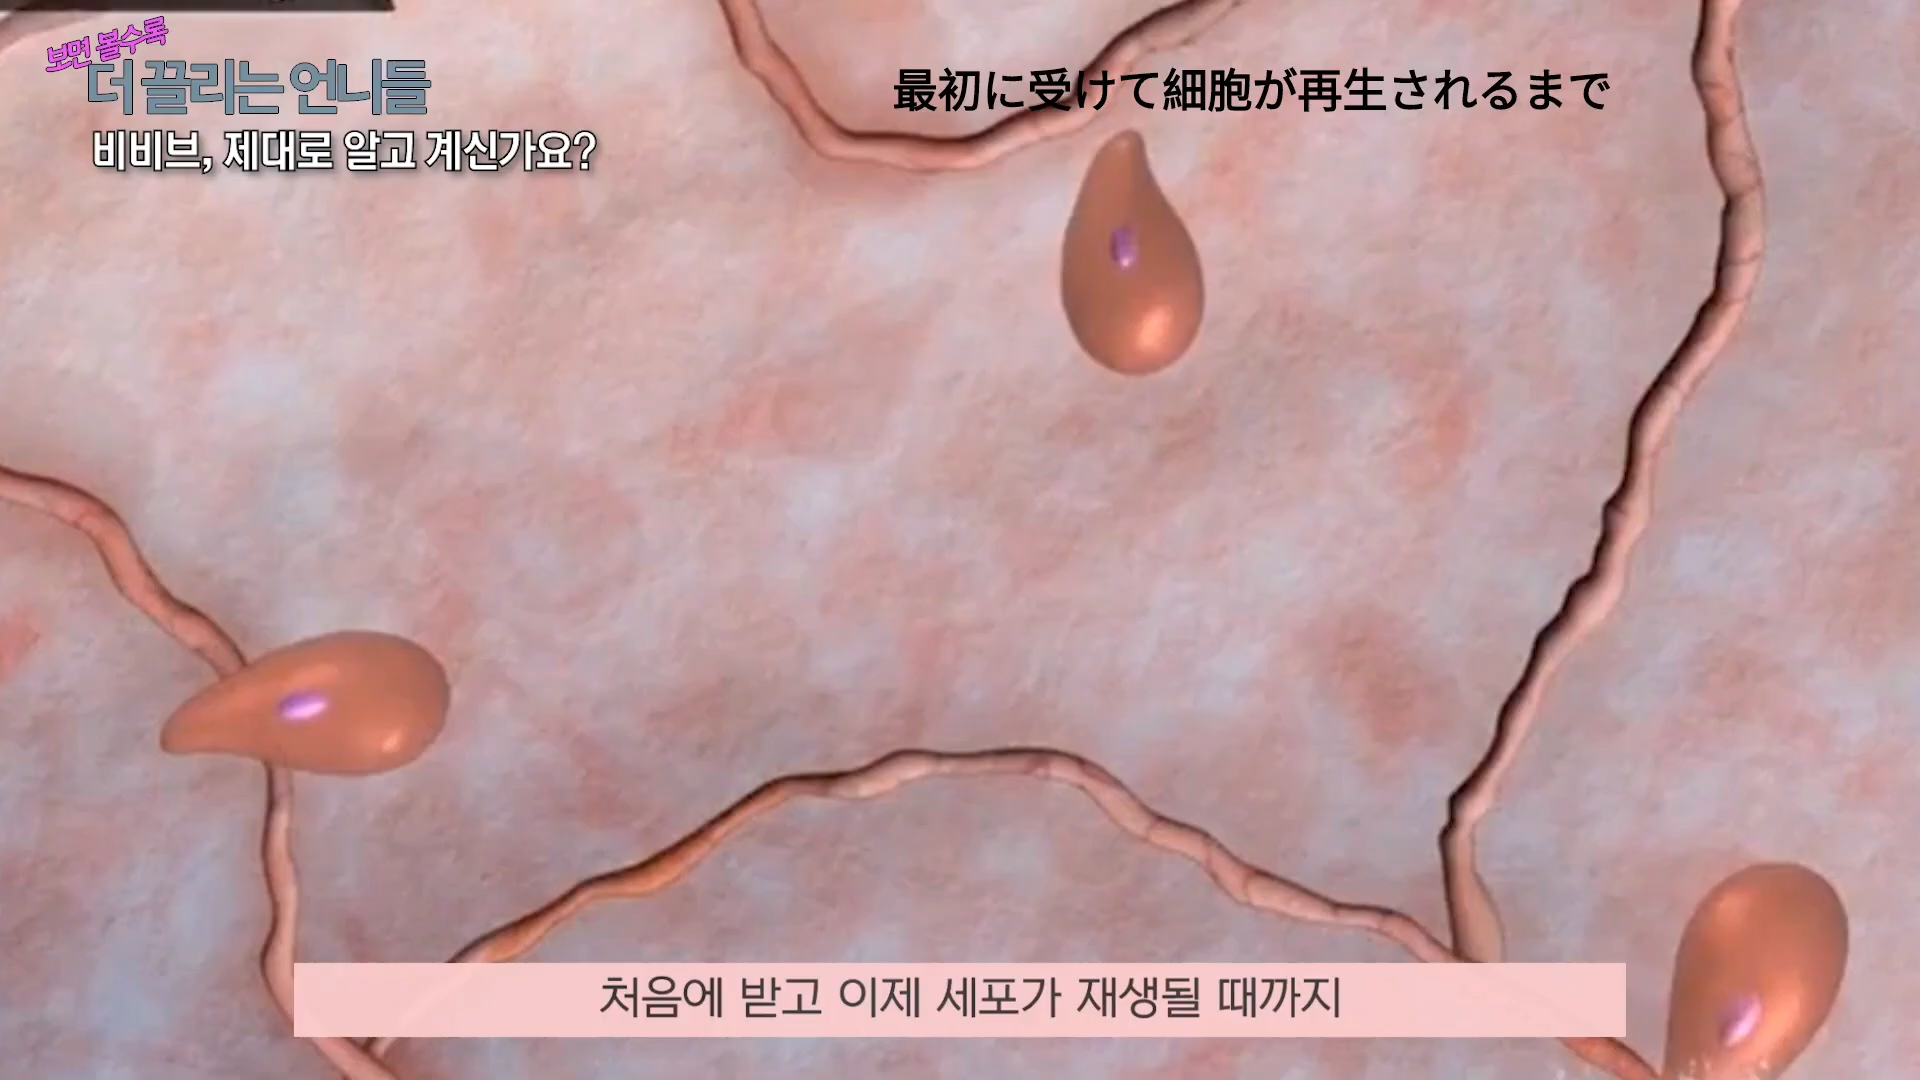 보면 볼수록
더 끌리는 언니들
비비브, 제대로 알고 계신가요?
最初に受けて細胞が再生されるまで
처음에 받고 이제 세포가 재생될 때까지